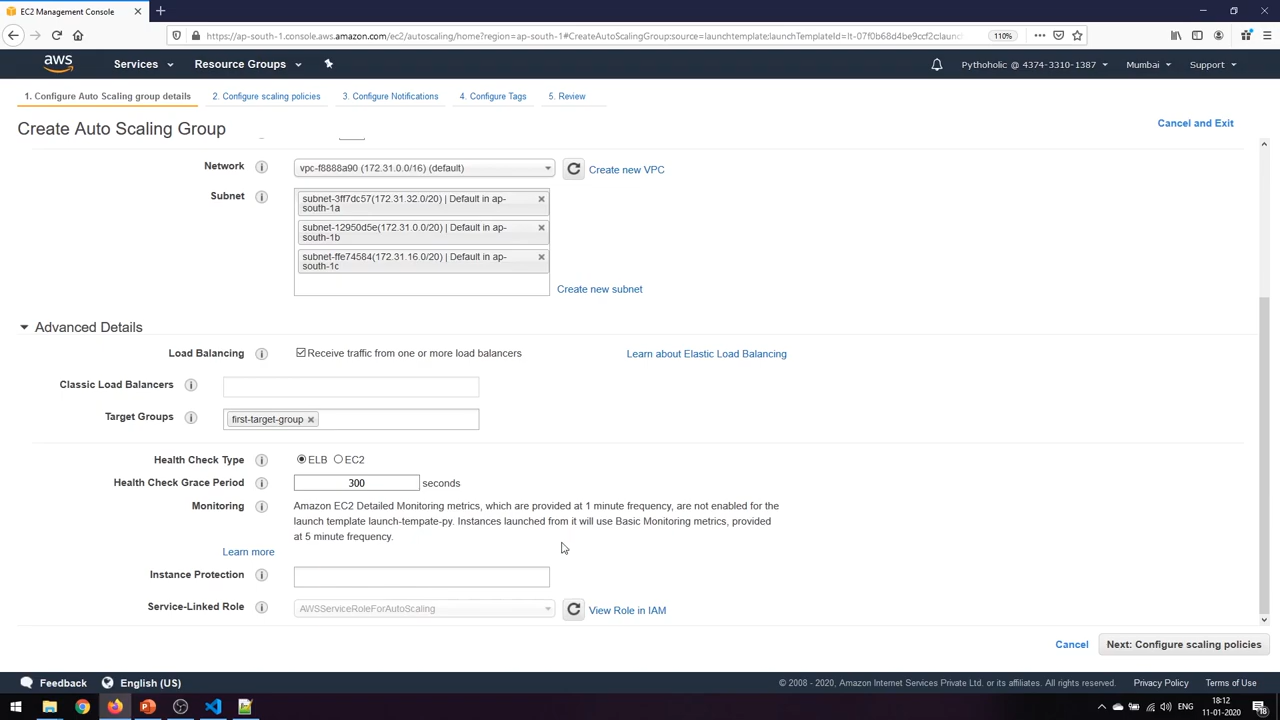 EC2 Management Console
https://ap-south-1.console.aws.amazon.com/ec2/autoscaling/home?region=ap-south-1#CreateAutoScalingGroup:source=launchtemplate;launchTemplateId=lt-07f0b68d4be9ccf2c;launch
110%
aws
Services
Resource Groups
Pythoholic @ 4374-3310-1387
Mumbai
Support
1. Configure Auto Scaling group details
2. Configure scaling policies
3. Configure Notifications
4. Configure Tags
5. Review
Create Auto Scaling Group
Cancel and Exit
Network
vpc-f8888a90 (172.31.0.0/16) (default)
Create new VPC
Subnet
subnet-3ff7dc57(172.31.32.0/20) | Default in ap-
south-1a
subnet-12950d5e(172.31.0.0/20) | Default in ap-
south-1b
subnet-ffe74584(172.31.16.0/20) | Default in ap-
south-1c
Create new subnet
Advanced Details
Load Balancing
Receive traffic from one or more load balancers
Learn about Elastic Load Balancing
Classic Load Balancers
Target Groups
first-target-group
Health Check Type
ELB
EC2
Health Check Grace Period
300
seconds
Monitoring
Amazon EC2 Detailed Monitoring metrics, which are provided at 1 minute frequency, are not enabled for the
launch template launch-tempate-py. Instances launched from it will use Basic Monitoring metrics, provided
at 5 minute frequency.
Learn more
Instance Protection
Service-Linked Role
AWSServiceRoleForAutoScaling
View Role in IAM
Cancel
Next: Configure scaling policies
Feedback
English (US)
© 2008 - 2020, Amazon Internet Services Private Ltd. or its affiliates. All rights reserved.
Privacy Policy
Terms of Use
ENG
18:12
11-01-2020
18